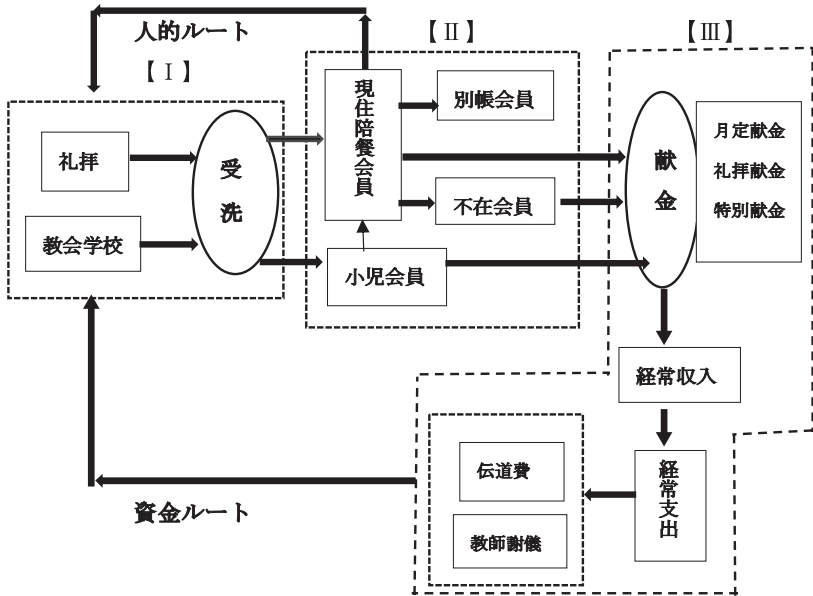 人的ルート
【Ⅰ】
礼拝
教会学校
受洗
【Ⅱ】
現住陪餐会員
別帳会員
不在会員
小児会員
【Ⅲ】
献金
月定献金
礼拝献金
特別献金
経常収入
経常支出
伝道費
教師謝儀
資金ルート